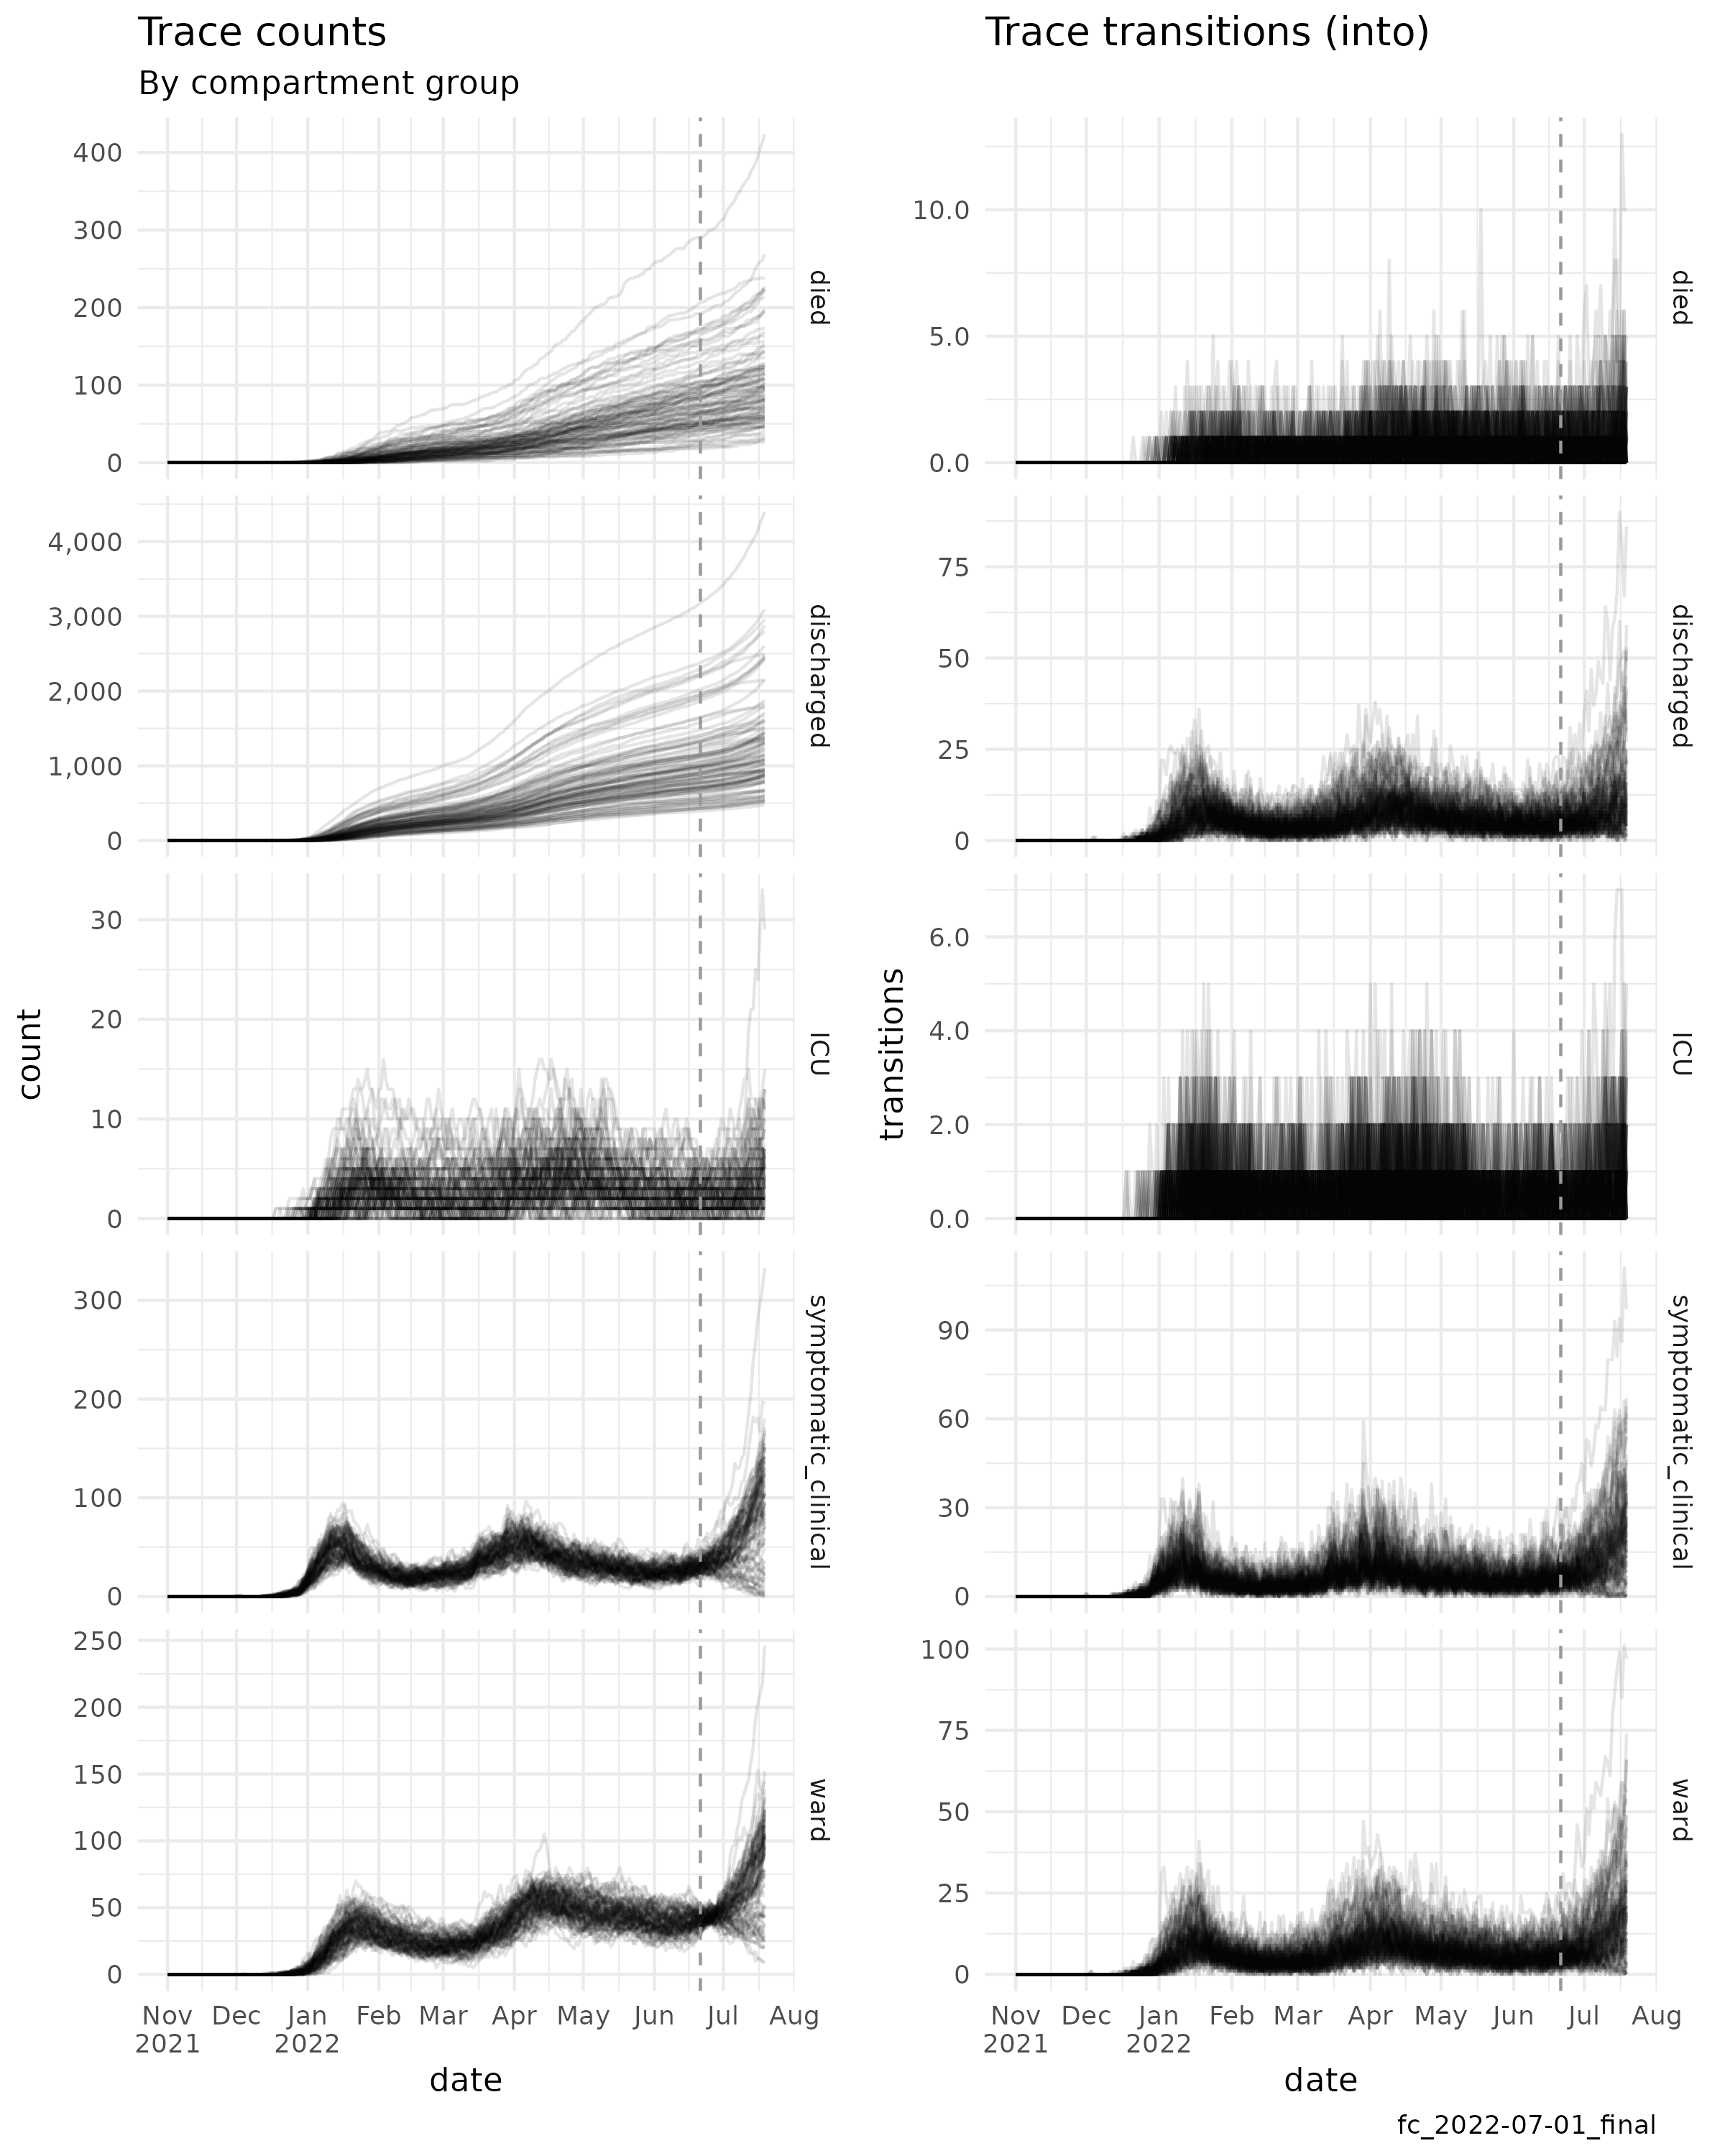 Trace counts
By compartment group
Trace transitions (into)
count
400
300
200
100
0
died
4,000
3,000
2,000
1,000
0
discharged
30
20
10
0
ICU
300
200
100
0
symptomatic_clinical
250
200
150
100
50
0
ward
Nov Dec Jan Feb Mar Apr May Jun Jul Aug
2021 2022
date
transitions
10.0
5.0
0.0
died
75
50
25
0
discharged
6.0
4.0
2.0
0.0
ICU
90
60
30
0
symptomatic_clinical
100
75
50
25
0
ward
Nov Dec Jan Feb Mar Apr May Jun Jul Aug
2021 2022
date
fc_2022-07-01_final